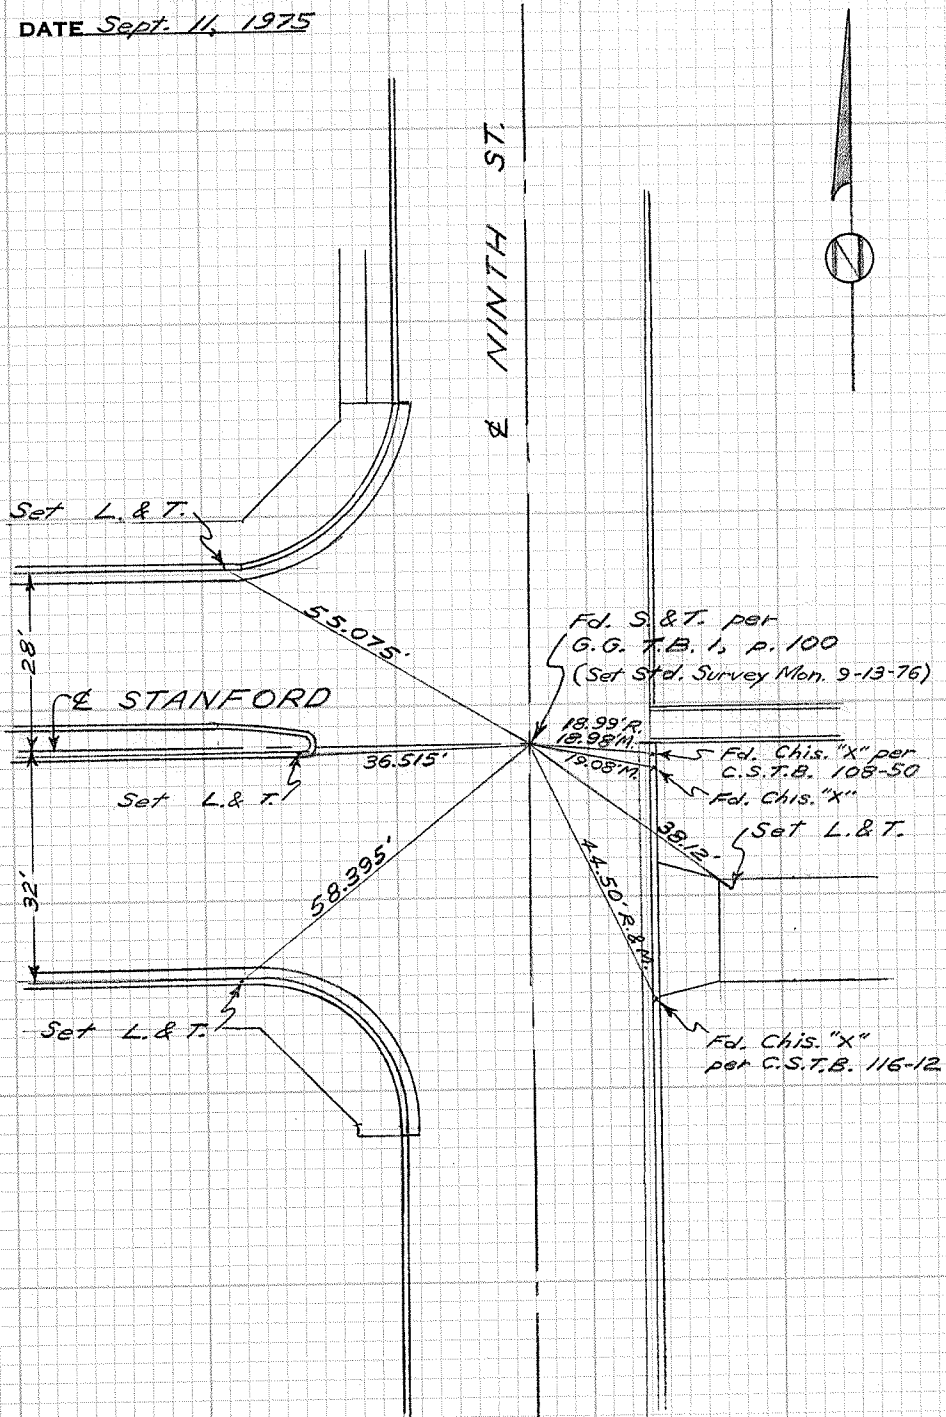 DATE Sept. 11, 1975
℄ NINTH ST.
N
Set L. & T.
55.075'
28'
Fd. S. & T. per
G.G. T.B. 1, p. 100
(Set Std. Survey Mon. 9-13-76)
℄ STANFORD
18.99' R.
18.98' M.
36.515'
19.08' M.
Fd. Chis. "X" per
C.S.T.B. 108-50
Set L. & T.
Fd. Chis. "X"
38.12
Set L. & T.
58.395'
44.50' R. & M.
32'
Set L. & T.
Fd. Chis. "X"
per C.S.T.B. 116-12